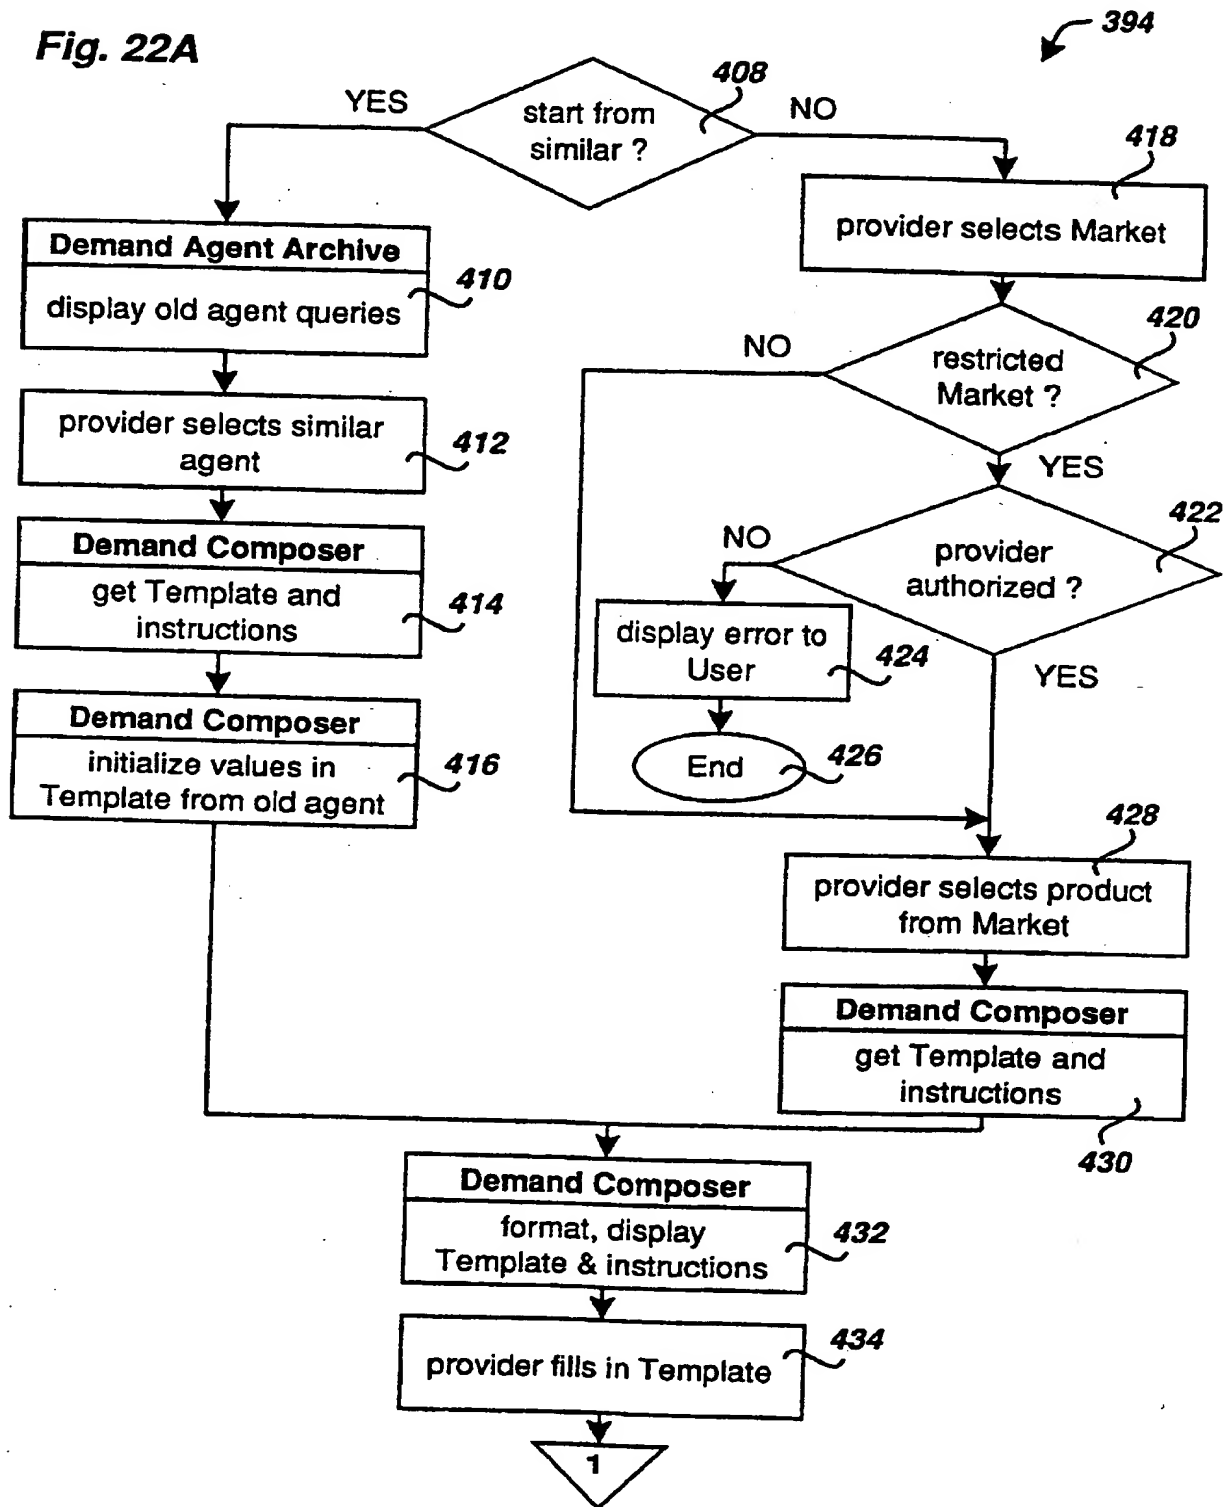 Fig. 22A
394
408
YES
start from
similar ?
NO
418
provider selects Market
Demand Agent Archive
display old agent queries
410
420
NO
restricted
Market ?
YES
provider selects similar
agent
412
422
NO
provider
authorized ?
YES
Demand Composer
get Template and
instructions
414
display error to
User
424
Demand Composer
initialize values in
Template from old agent
416
End
426
428
provider selects product
from Market
Demand Composer
get Template and
instructions
430
Demand Composer
format, display
Template & instructions
432
provider fills in Template
434
1